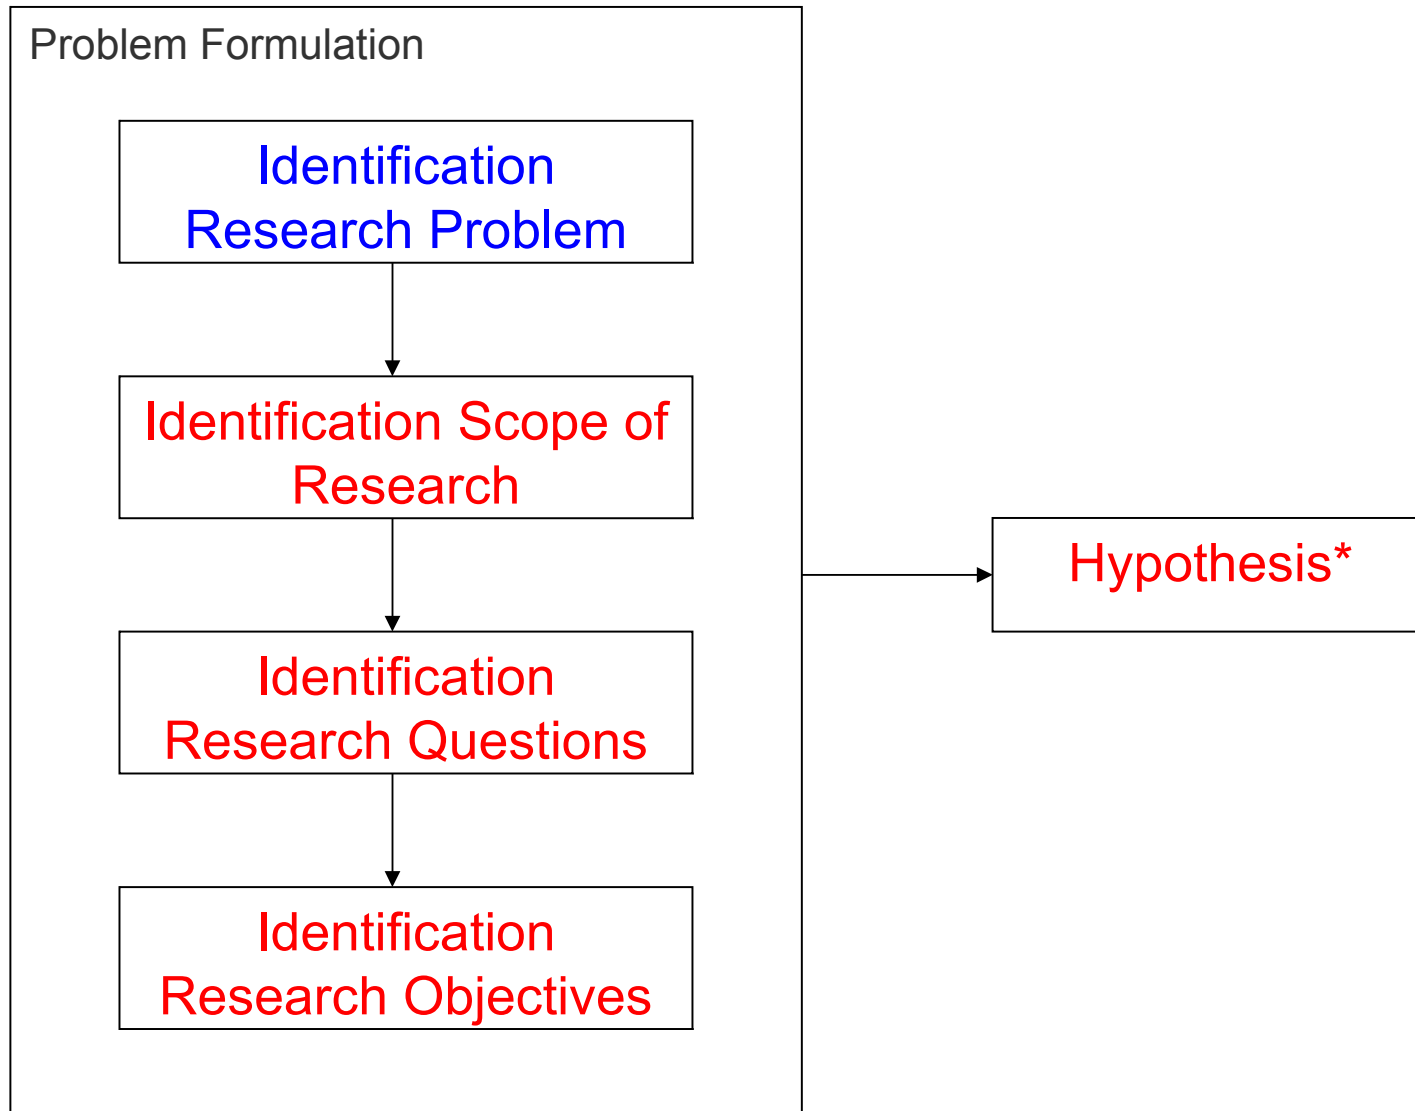 Problem Formulation
Identification
Research Problem
Identification Scope of
Research
Identification
Research Questions
Identification
Research Objectives
Hypothesis*